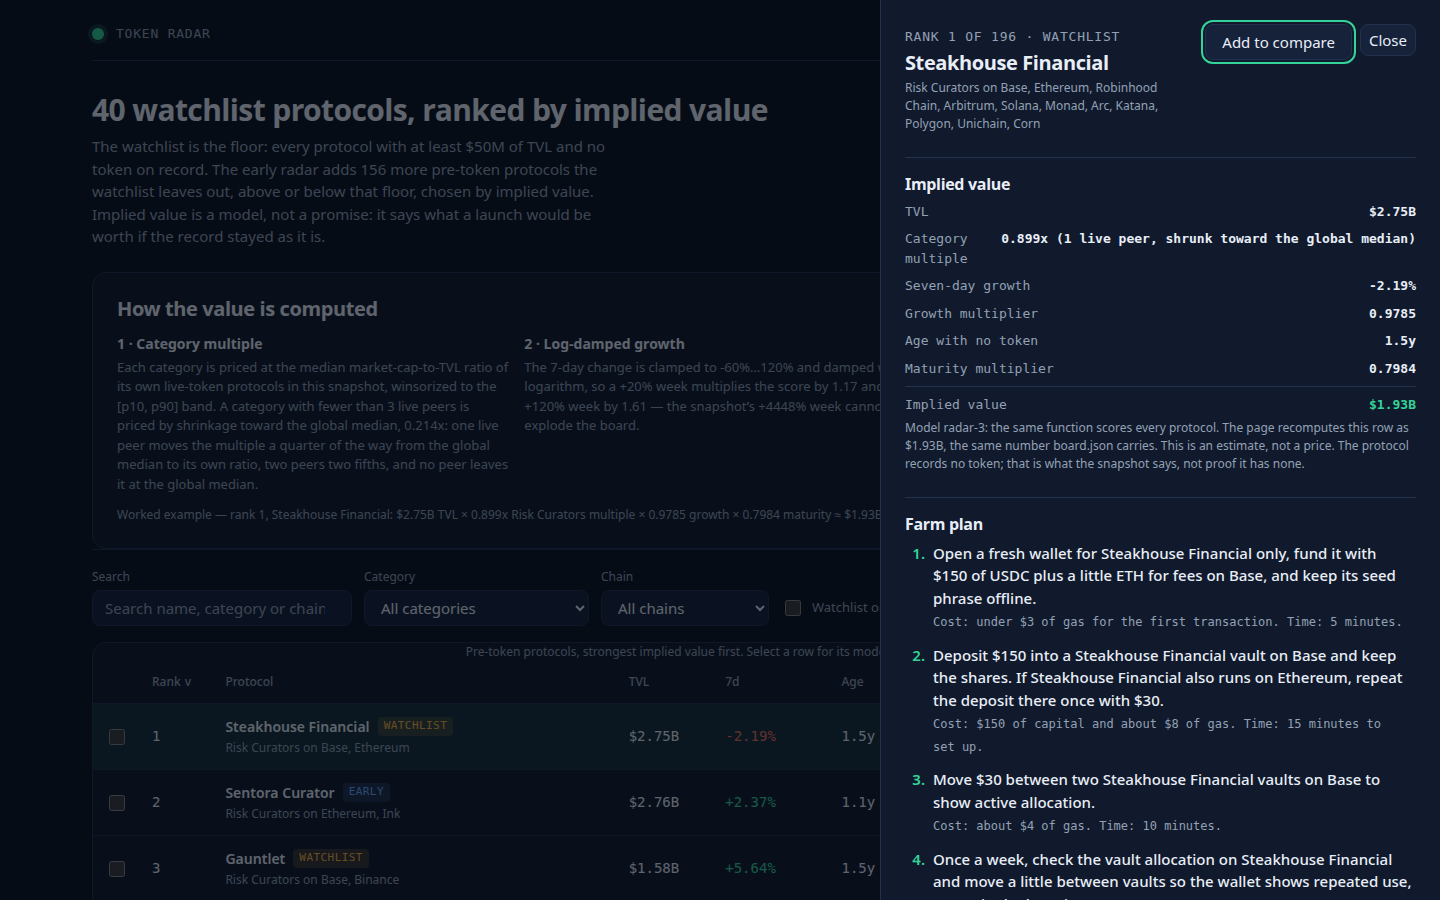 TOKEN RADAR
40 watchlist protocols, ranked by implied value
The watchlist is the floor: every protocol with at least $50M of TVL and no
token on record. The early radar adds 156 more pre-token protocols the
watchlist leaves out, above or below that floor, chosen by implied value.
Implied value is a model, not a promise: it says what a launch would be
worth if the record stayed as it is.
How the value is computed
1 · Category multiple
Each category is priced at the median market-cap-to-TVL ratio of
its own live-token protocols in this snapshot, winsorized to the
[p10, p90] band. A category with fewer than 3 live peers is
priced by shrinkage toward the global median, 0.214x: one live
peer moves the multiple a quarter of the way from the global
median to its own ratio, two peers two fifths, and no peer leaves
it at the global median.
2 · Log-damped growth
The 7-day change is clamped to -60%…120% and damped
logarithm, so a +20% week multiplies the score by 1.17 and
+120% week by 1.61 — the snapshot's +4448% week canno
explode the board.
Worked example — rank 1, Steakhouse Financial: $2.75B TVL × 0.899x Risk Curators multiple × 0.9785 growth × 0.7984 maturity ≈ $1.93B
Search
Category
Chain
Search name, category or chain
All categories
All chains
Watchlist o
Pre-token protocols, strongest implied value first. Select a row for its mod
Rank v
Protocol
TVL
7d
Age
1
Steakhouse Financial WATCHLIST
Risk Curators on Base, Ethereum
$2.75B
-2.19%
1.5y
2
Sentora Curator EARLY
Risk Curators on Ethereum, Ink
$2.76B
+2.37%
1.1y
3
Gauntlet WATCHLIST
Risk Curators on Base, Binance
$1.58B
+5.64%
1.5y
RANK 1 OF 196 · WATCHLIST
Steakhouse Financial
Risk Curators on Base, Ethereum, Robinhood
Chain, Arbitrum, Solana, Monad, Arc, Katana,
Polygon, Unichain, Corn
Add to compare
Close
Implied value
TVL $2.75B
Category 0.899x (1 live peer, shrunk toward the global median)
multiple
Seven-day growth -2.19%
Growth multiplier 0.9785
Age with no token 1.5y
Maturity multiplier 0.7984
Implied value $1.93B
Model radar-3: the same function scores every protocol. The page recomputes this row as
$1.93B, the same number board.json carries. This is an estimate, not a price. The protocol
records no token; that is what the snapshot says, not proof it has none.
Farm plan
1. Open a fresh wallet for Steakhouse Financial only, fund it with
$150 of USDC plus a little ETH for fees on Base, and keep its seed
phrase offline.
Cost: under $3 of gas for the first transaction. Time: 5 minutes.
2. Deposit $150 into a Steakhouse Financial vault on Base and keep
the shares. If Steakhouse Financial also runs on Ethereum, repeat
the deposit there once with $30.
Cost: $150 of capital and about $8 of gas. Time: 15 minutes to
set up.
3. Move $30 between two Steakhouse Financial vaults on Base to
show active allocation.
Cost: about $4 of gas. Time: 10 minutes.
4. Once a week, check the vault allocation on Steakhouse Financial
and move a little between vaults so the wallet shows repeated use,